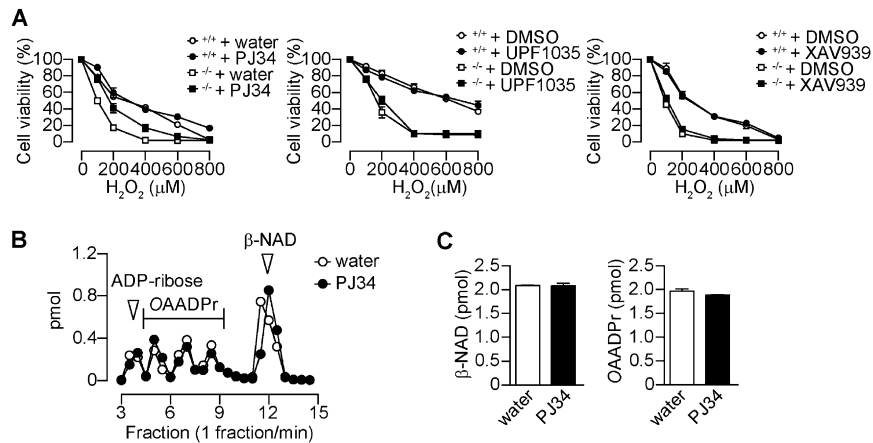 A
+/+ + water
+/+ + PJ34
-/- + water
-/- + PJ34
Cell viability (%)
100
80
60
40
20
0
0 200 400 600 800
H2O2 (μM)
+/+ + DMSO
+/+ + UPF1035
-/- + DMSO
-/- + UPF1035
Cell viability (%)
100
80
60
40
20
0
0 200 400 600 800
H2O2(μM)
+/+ + DMSO
+/+ + XAV939
-/- + DMSO
-/- + XAV939
Cell viability (%)
100
80
60
40
20
0
0 200 400 600 800
H2O2 (μM)
B
β-NAD
water
PJ34
ADP-ribose
OAADPr
pmol
1.2
0.8
0.4
0
3 6 9 12 15
Fraction (1 fraction/min)
C
β-NAD (pmol)
2.5
2.0
1.5
1.0
0.5
0
water
PJ34
OAADPr (pmol)
2.5
2.0
1.5
1.0
0.5
0
water
PJ34